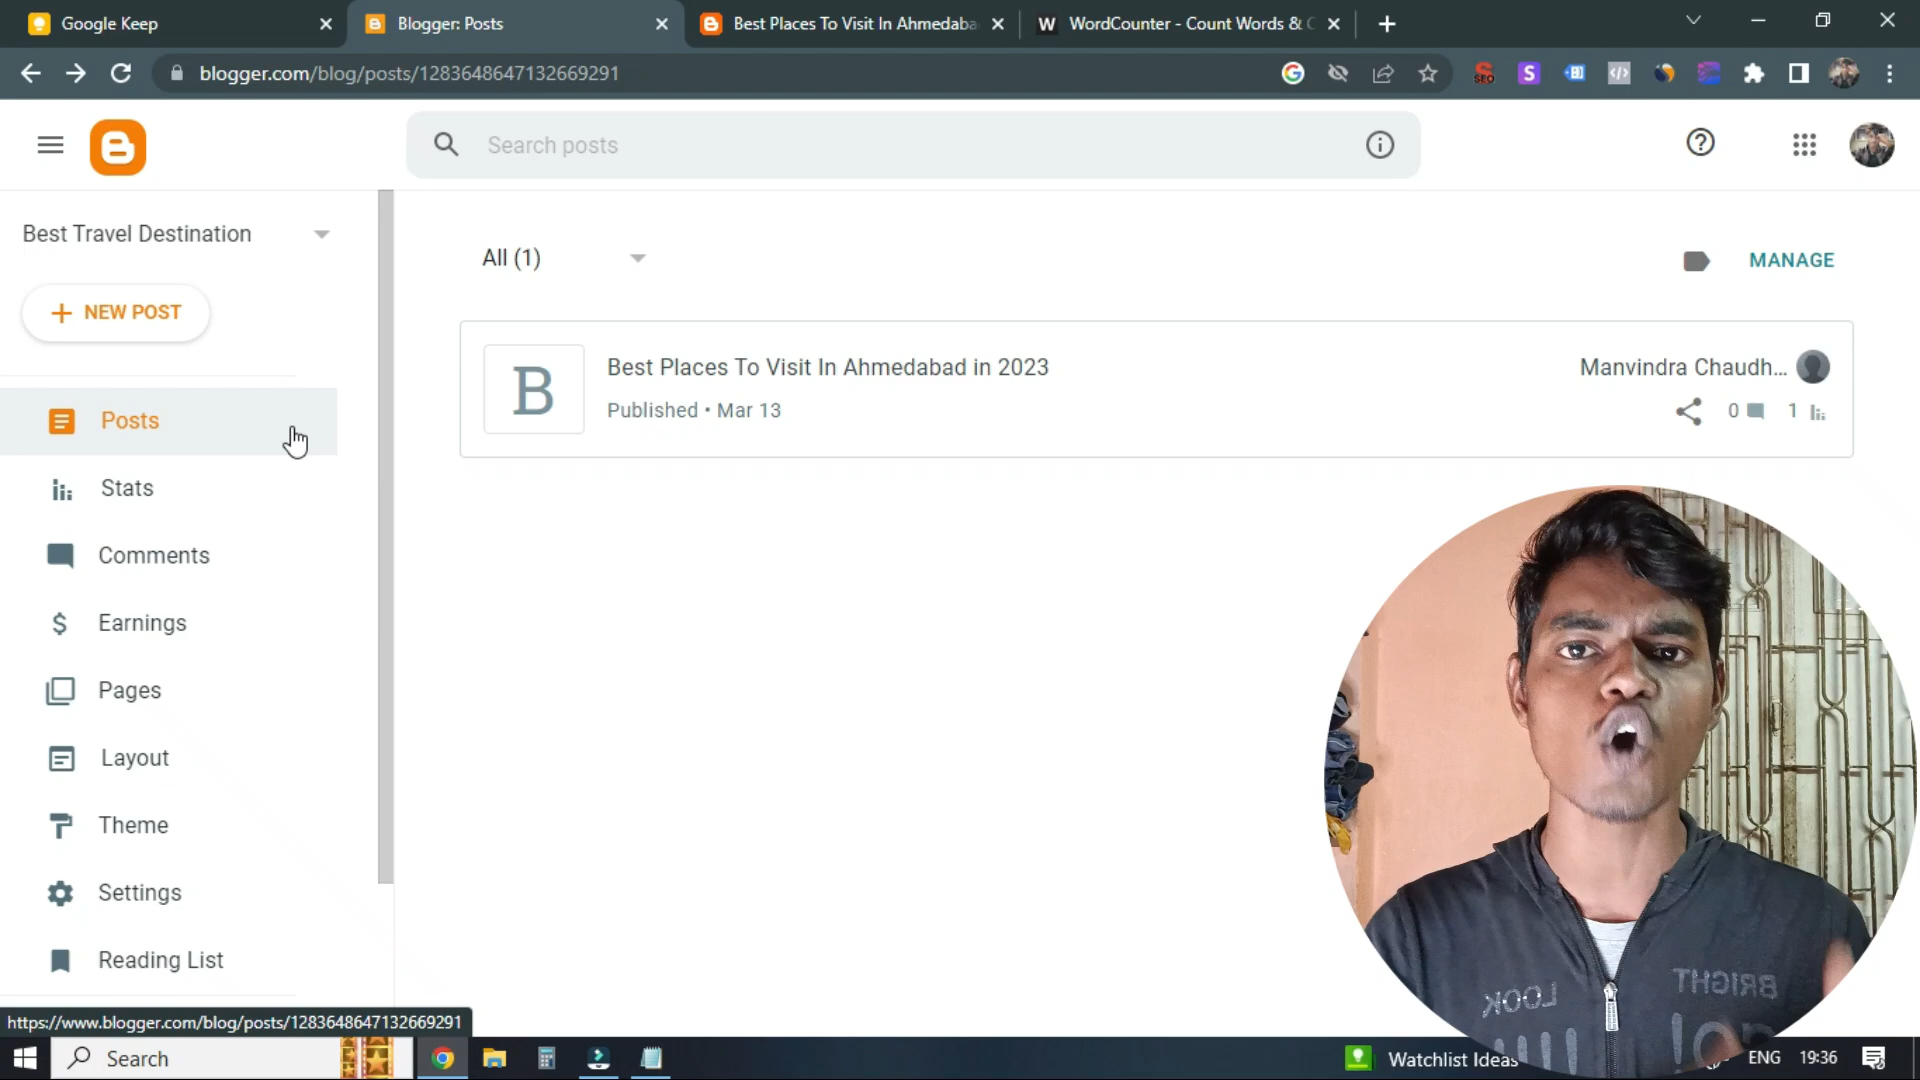 Google Keep
Blogger: Posts
Best Places To Visit In Ahmedaba
WordCounter - Count Words & C
blogger.com/blog/posts/1283648647132669291
SEO
S
Search posts
Best Travel Destination
All (1)
MANAGE
+ NEW POST
B
Best Places To Visit In Ahmedabad in 2023
Manvindra Chaudh...
Published • Mar 13
0
1
Posts
Stats
Comments
Earnings
Pages
Layout
Theme
Settings
Reading List
LOOK
BRIGHT
https://www.blogger.com/blog/posts/1283648647132669291
Search
Watchlist Ideas
ENG
19:36